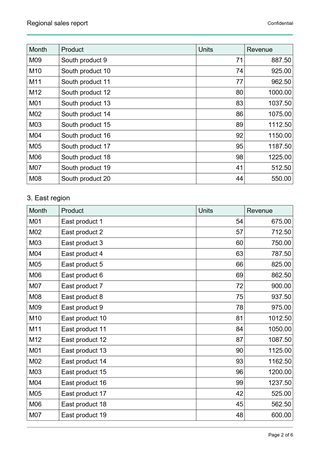 Regional sales report Confidential
Month Product Units Revenue
M09 South product 9 71 887.50
M10 South product 10 74 925.00
M11 South product 11 77 962.50
M12 South product 12 80 1000.00
M01 South product 13 83 1037.50
M02 South product 14 86 1075.00
M03 South product 15 89 1112.50
M04 South product 16 92 1150.00
M05 South product 17 95 1187.50
M06 South product 18 98 1225.00
M07 South product 19 41 512.50
M08 South product 20 44 550.00
3. East region
Month Product Units Revenue
M01 East product 1 54 675.00
M02 East product 2 57 712.50
M03 East product 3 60 750.00
M04 East product 4 63 787.50
M05 East product 5 66 825.00
M06 East product 6 69 862.50
M07 East product 7 72 900.00
M08 East product 8 75 937.50
M09 East product 9 78 975.00
M10 East product 10 81 1012.50
M11 East product 11 84 1050.00
M12 East product 12 87 1087.50
M01 East product 13 90 1125.00
M02 East product 14 93 1162.50
M03 East product 15 96 1200.00
M04 East product 16 99 1237.50
M05 East product 17 42 525.00
M06 East product 18 45 562.50
M07 East product 19 48 600.00
Page 2 of 6